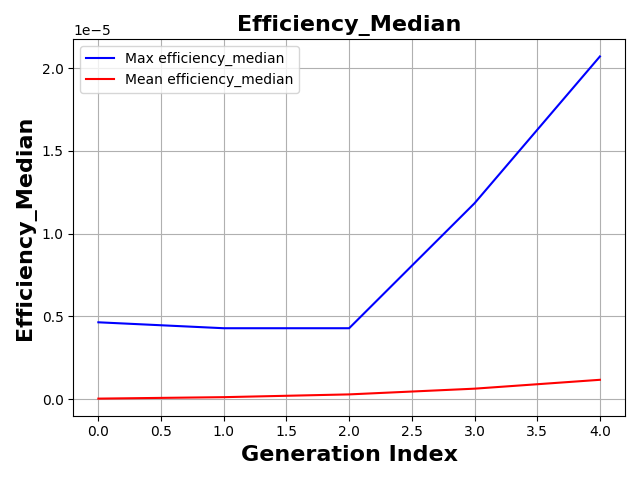 Efficiency_Median
1e−5
Max efficiency_median
Mean efficiency_median
2.0
1.5
1.0
0.5
0.0
Efficiency_Median
0.0 0.5 1.0 1.5 2.0 2.5 3.0 3.5 4.0
Generation Index